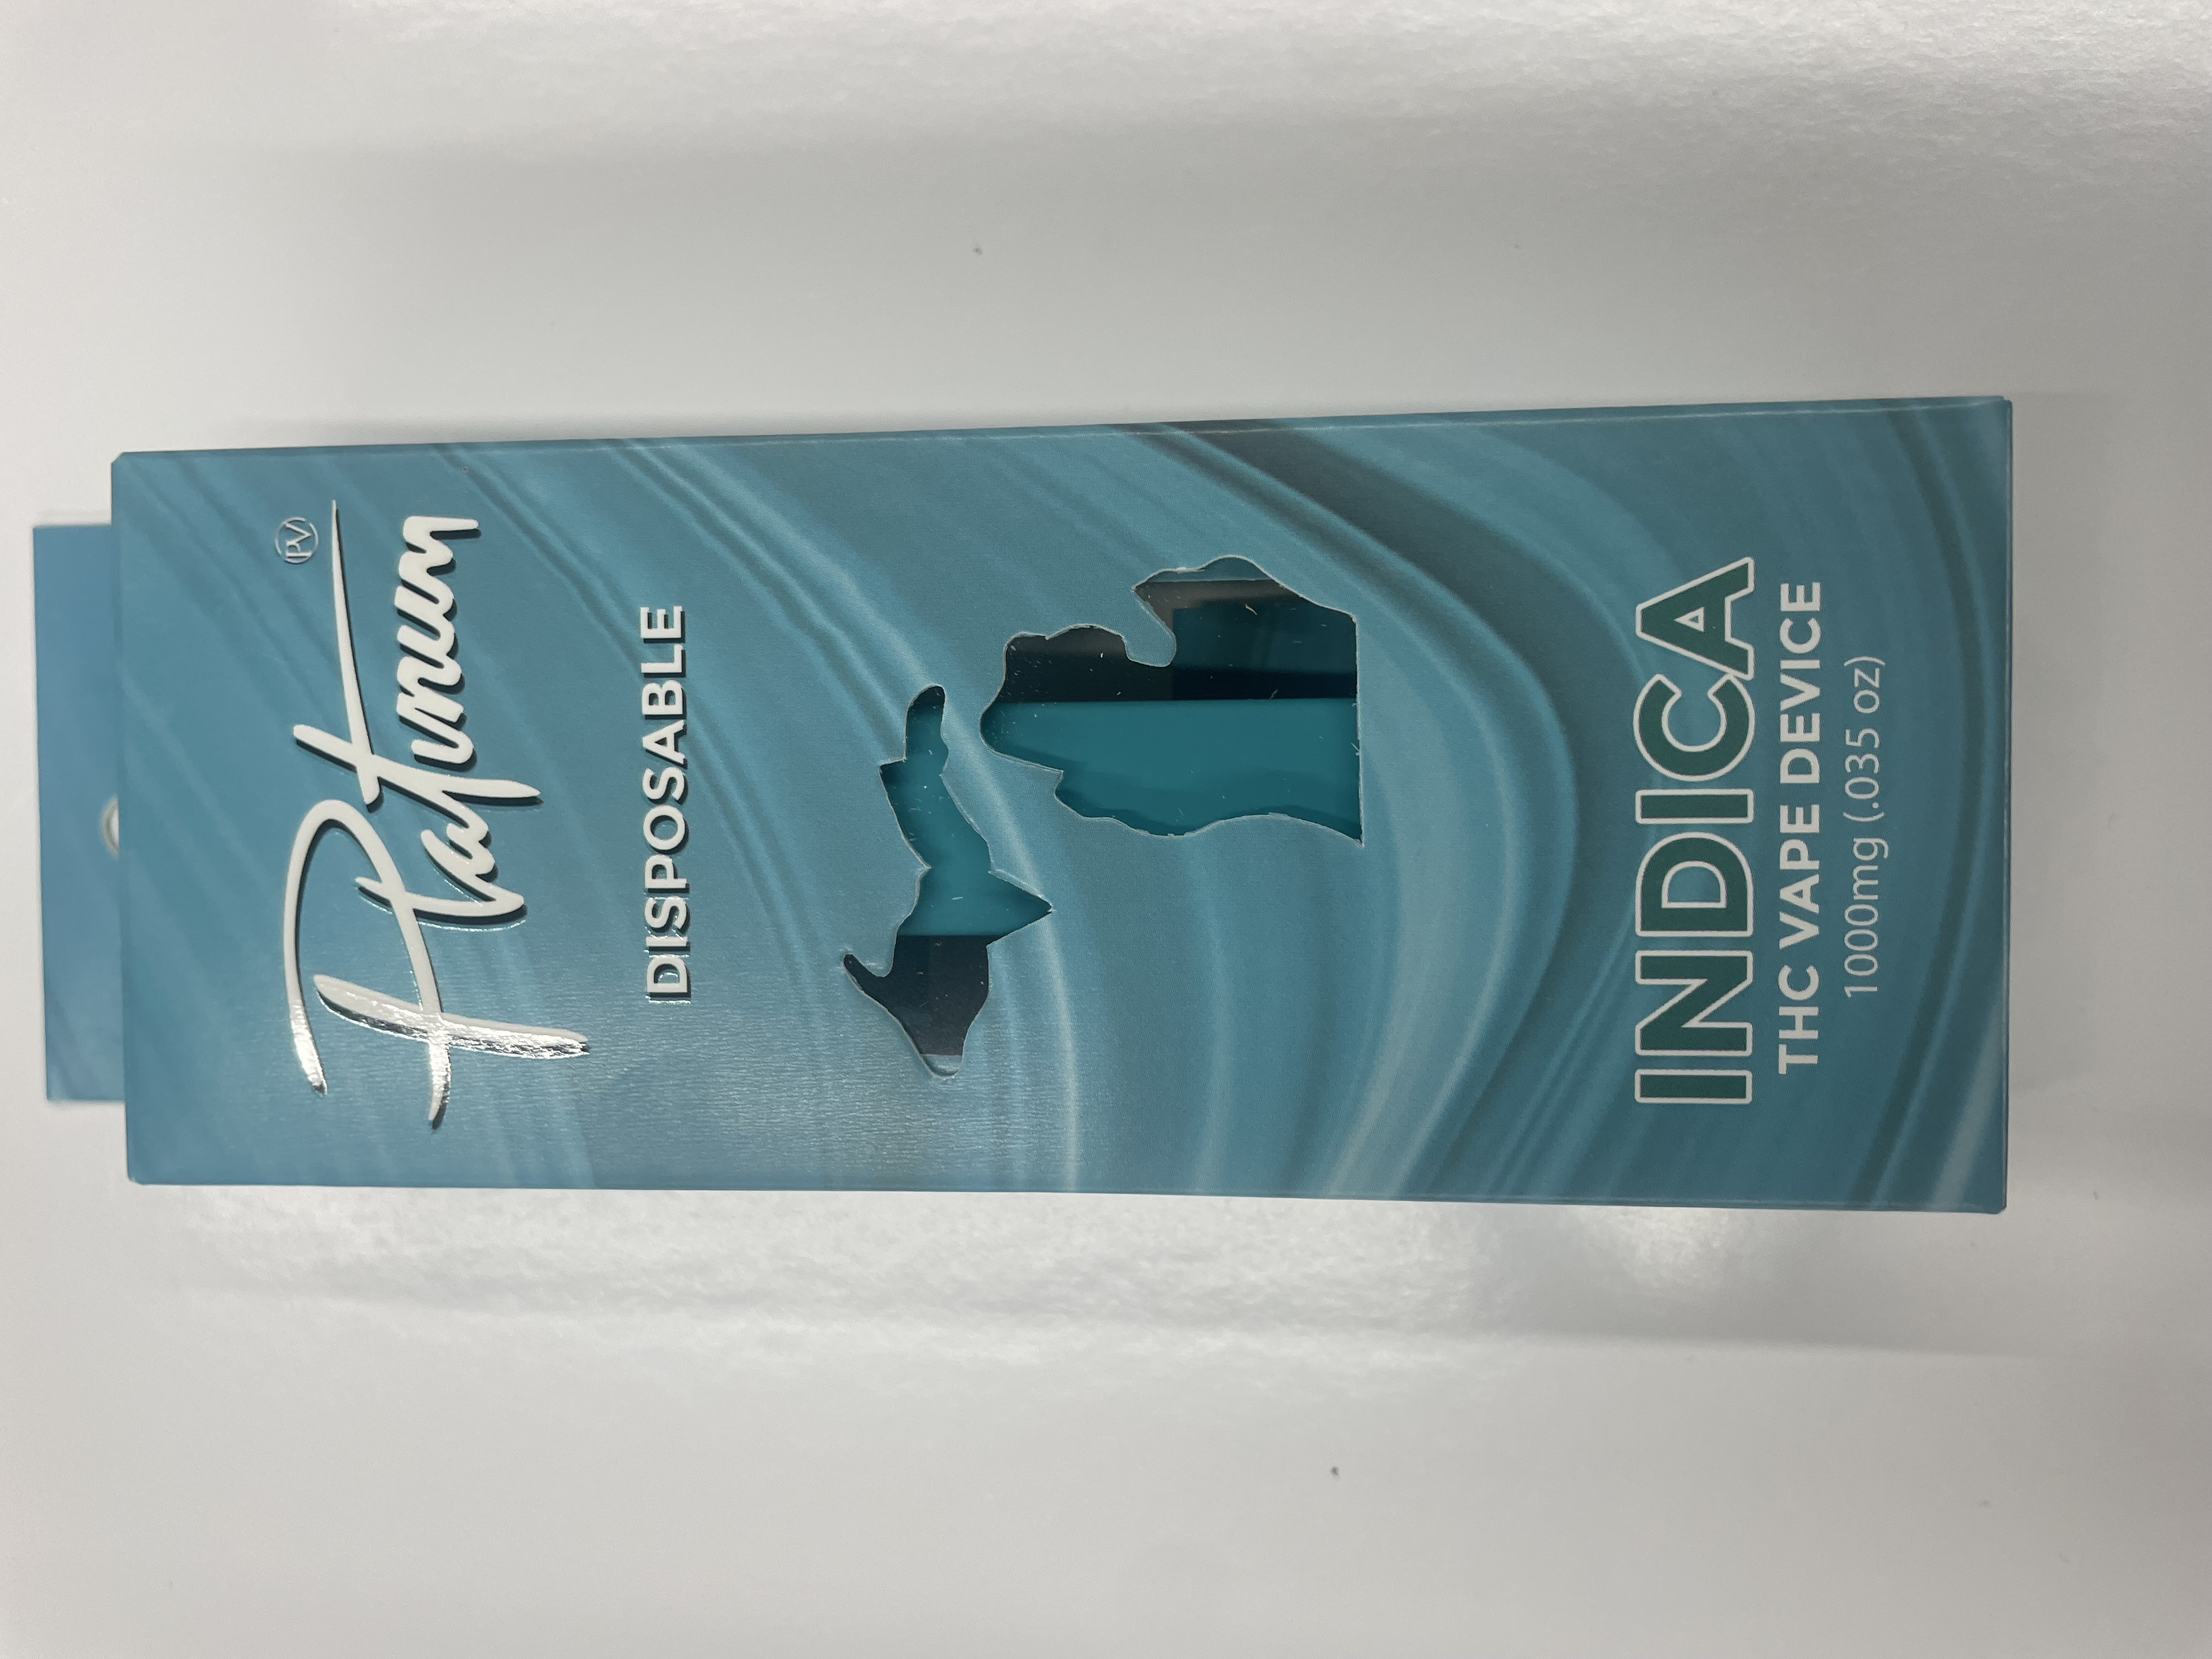 PV
Platinum
DISPOSABLE
INDICA
THC VAPE DEVICE
1000mg (.035 oz)